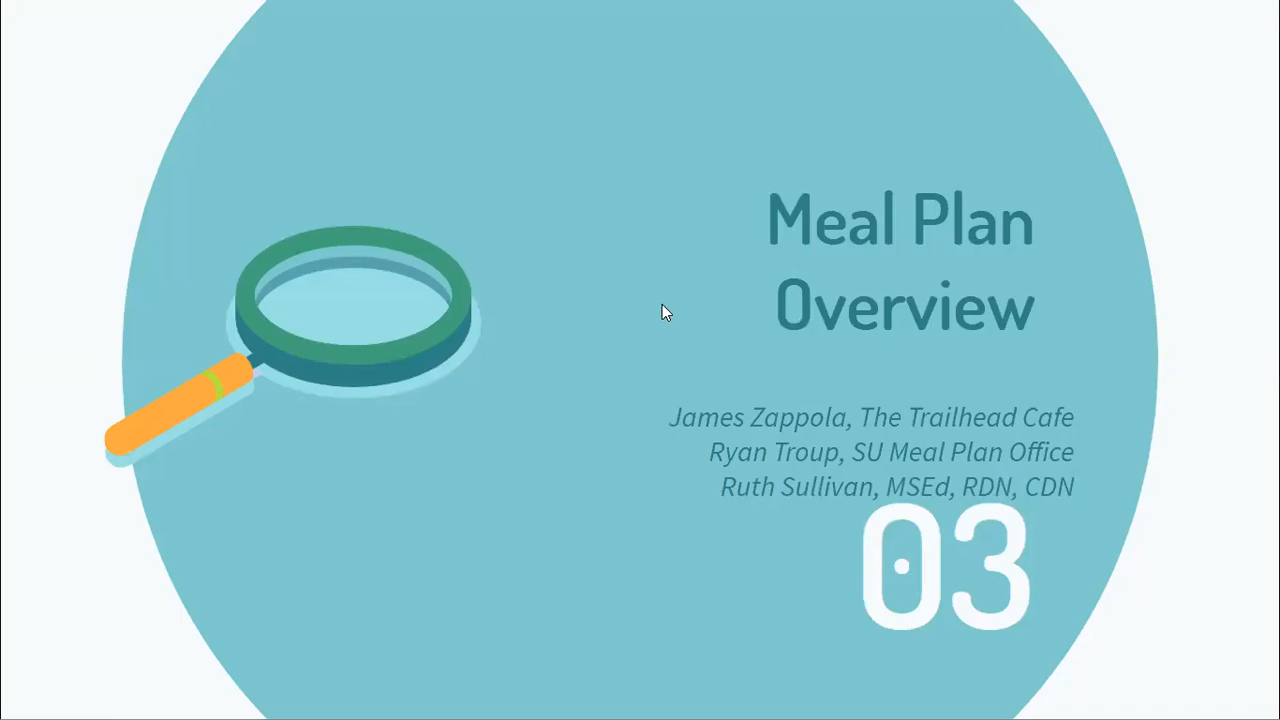 Meal Plan
Overview
James Zappola, The Trailhead Cafe
Ryan Troup, SU Meal Plan Office
Ruth Sullivan, MSEd, RDN, CDN
03